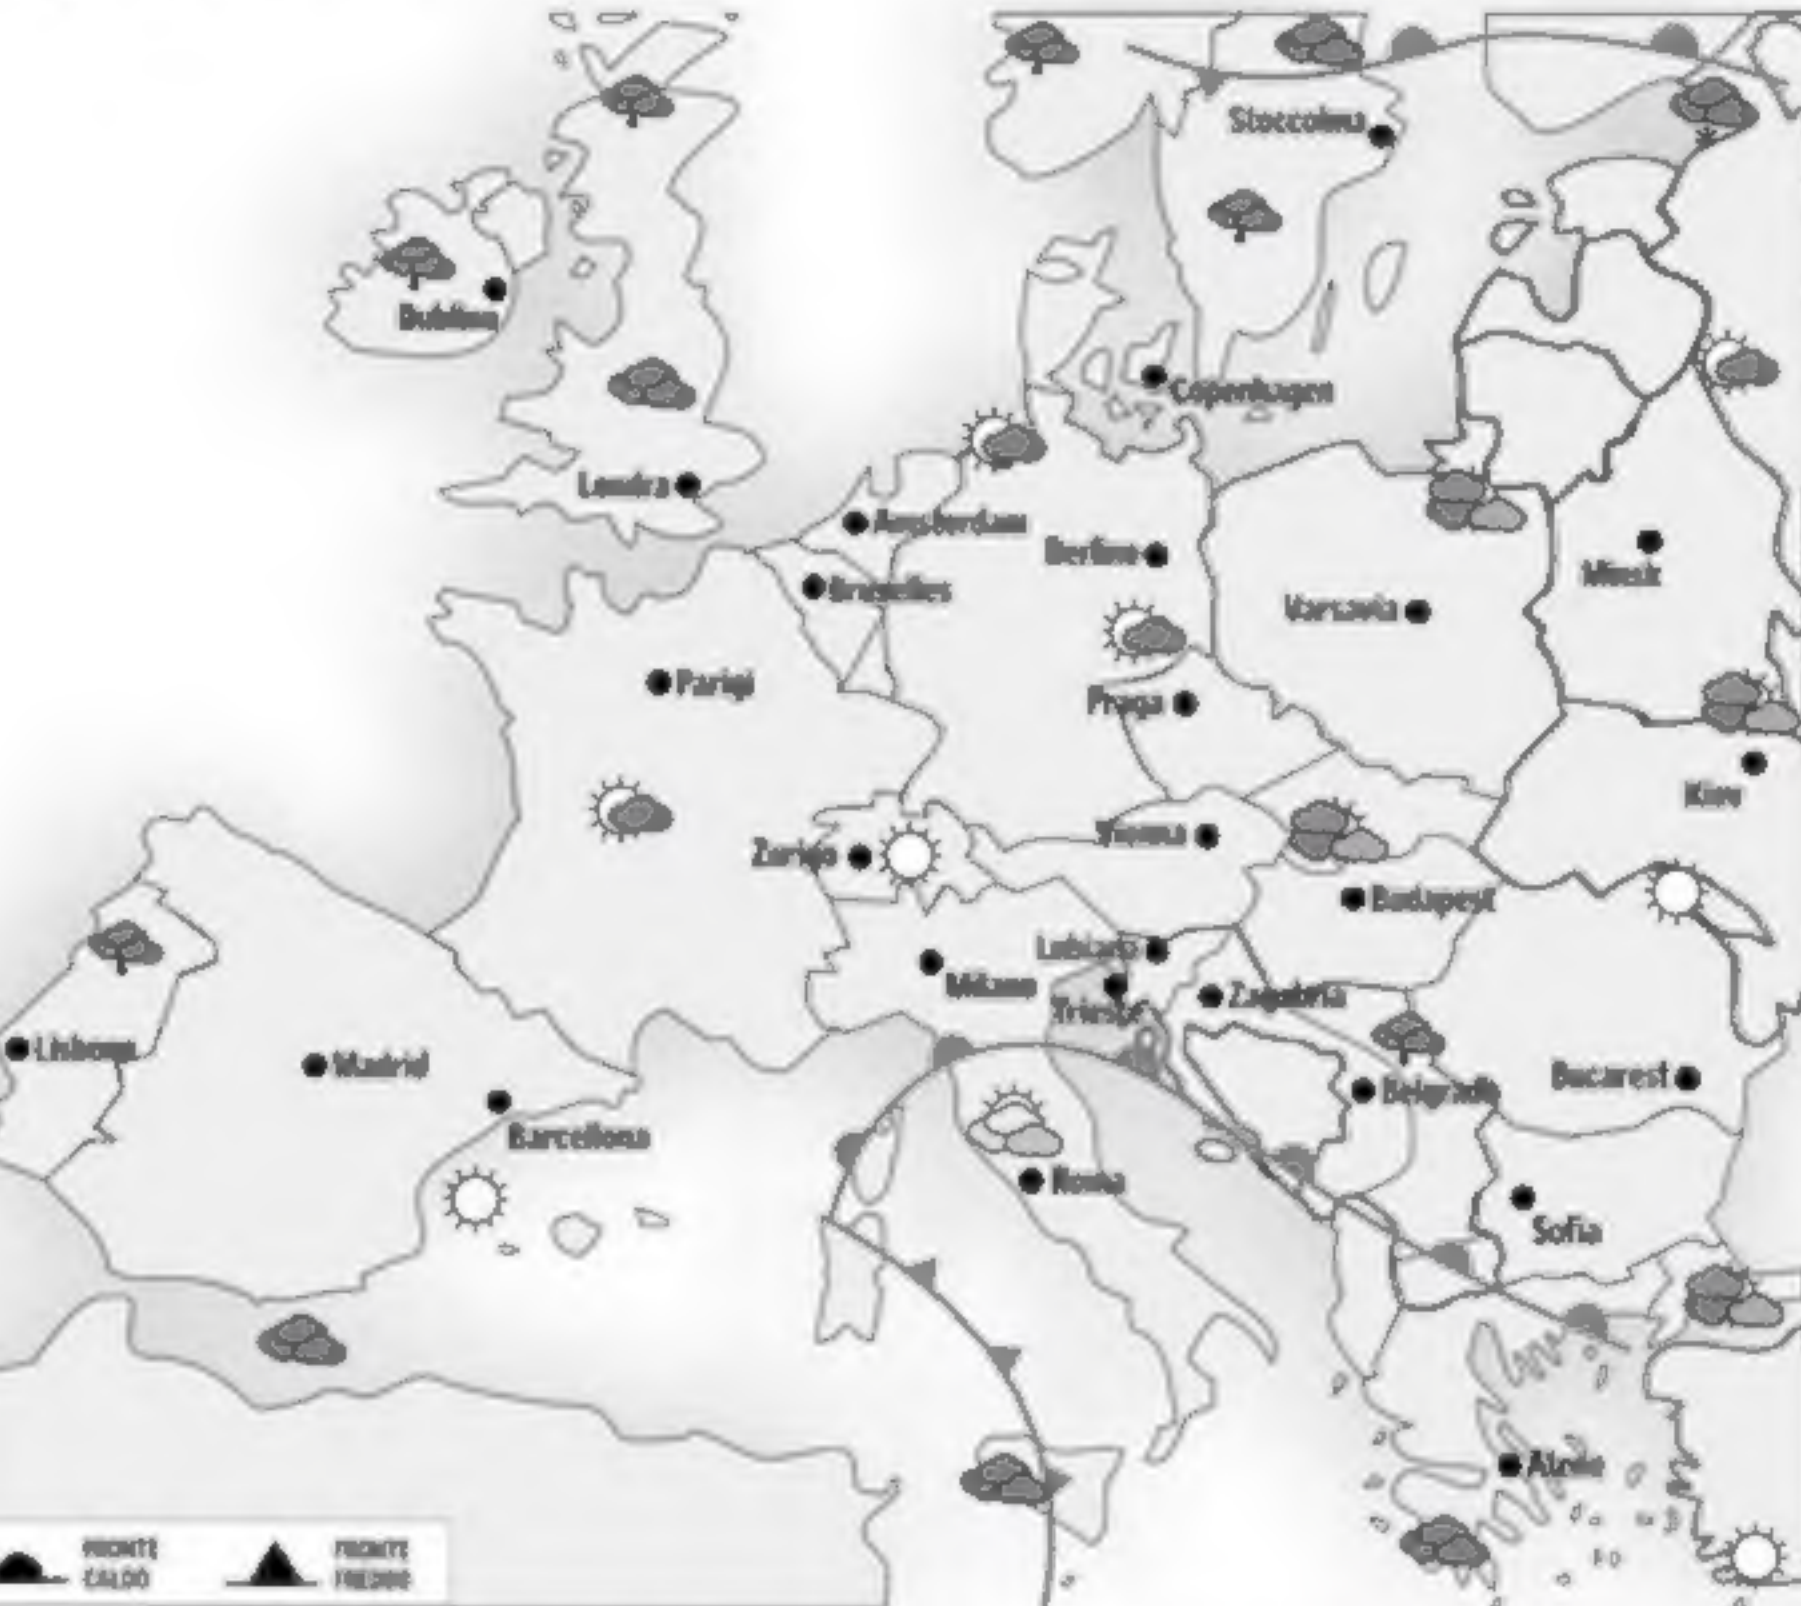 Stoccolma
Dublino
Copenhagen
Londra
Amsterdam
Berlino
Bruxelles
Minsk
Varsavia
Parigi
Praga
Kiev
Vienna
Zurigo
Budapest
Lubiana
Milano
Zagabria
Trieste
Lisbona
Madrid
Bucarest
Belgrado
Barcellona
Roma
Sofia
Atene
FRONTE
CALDO
FRONTE
FREDDO